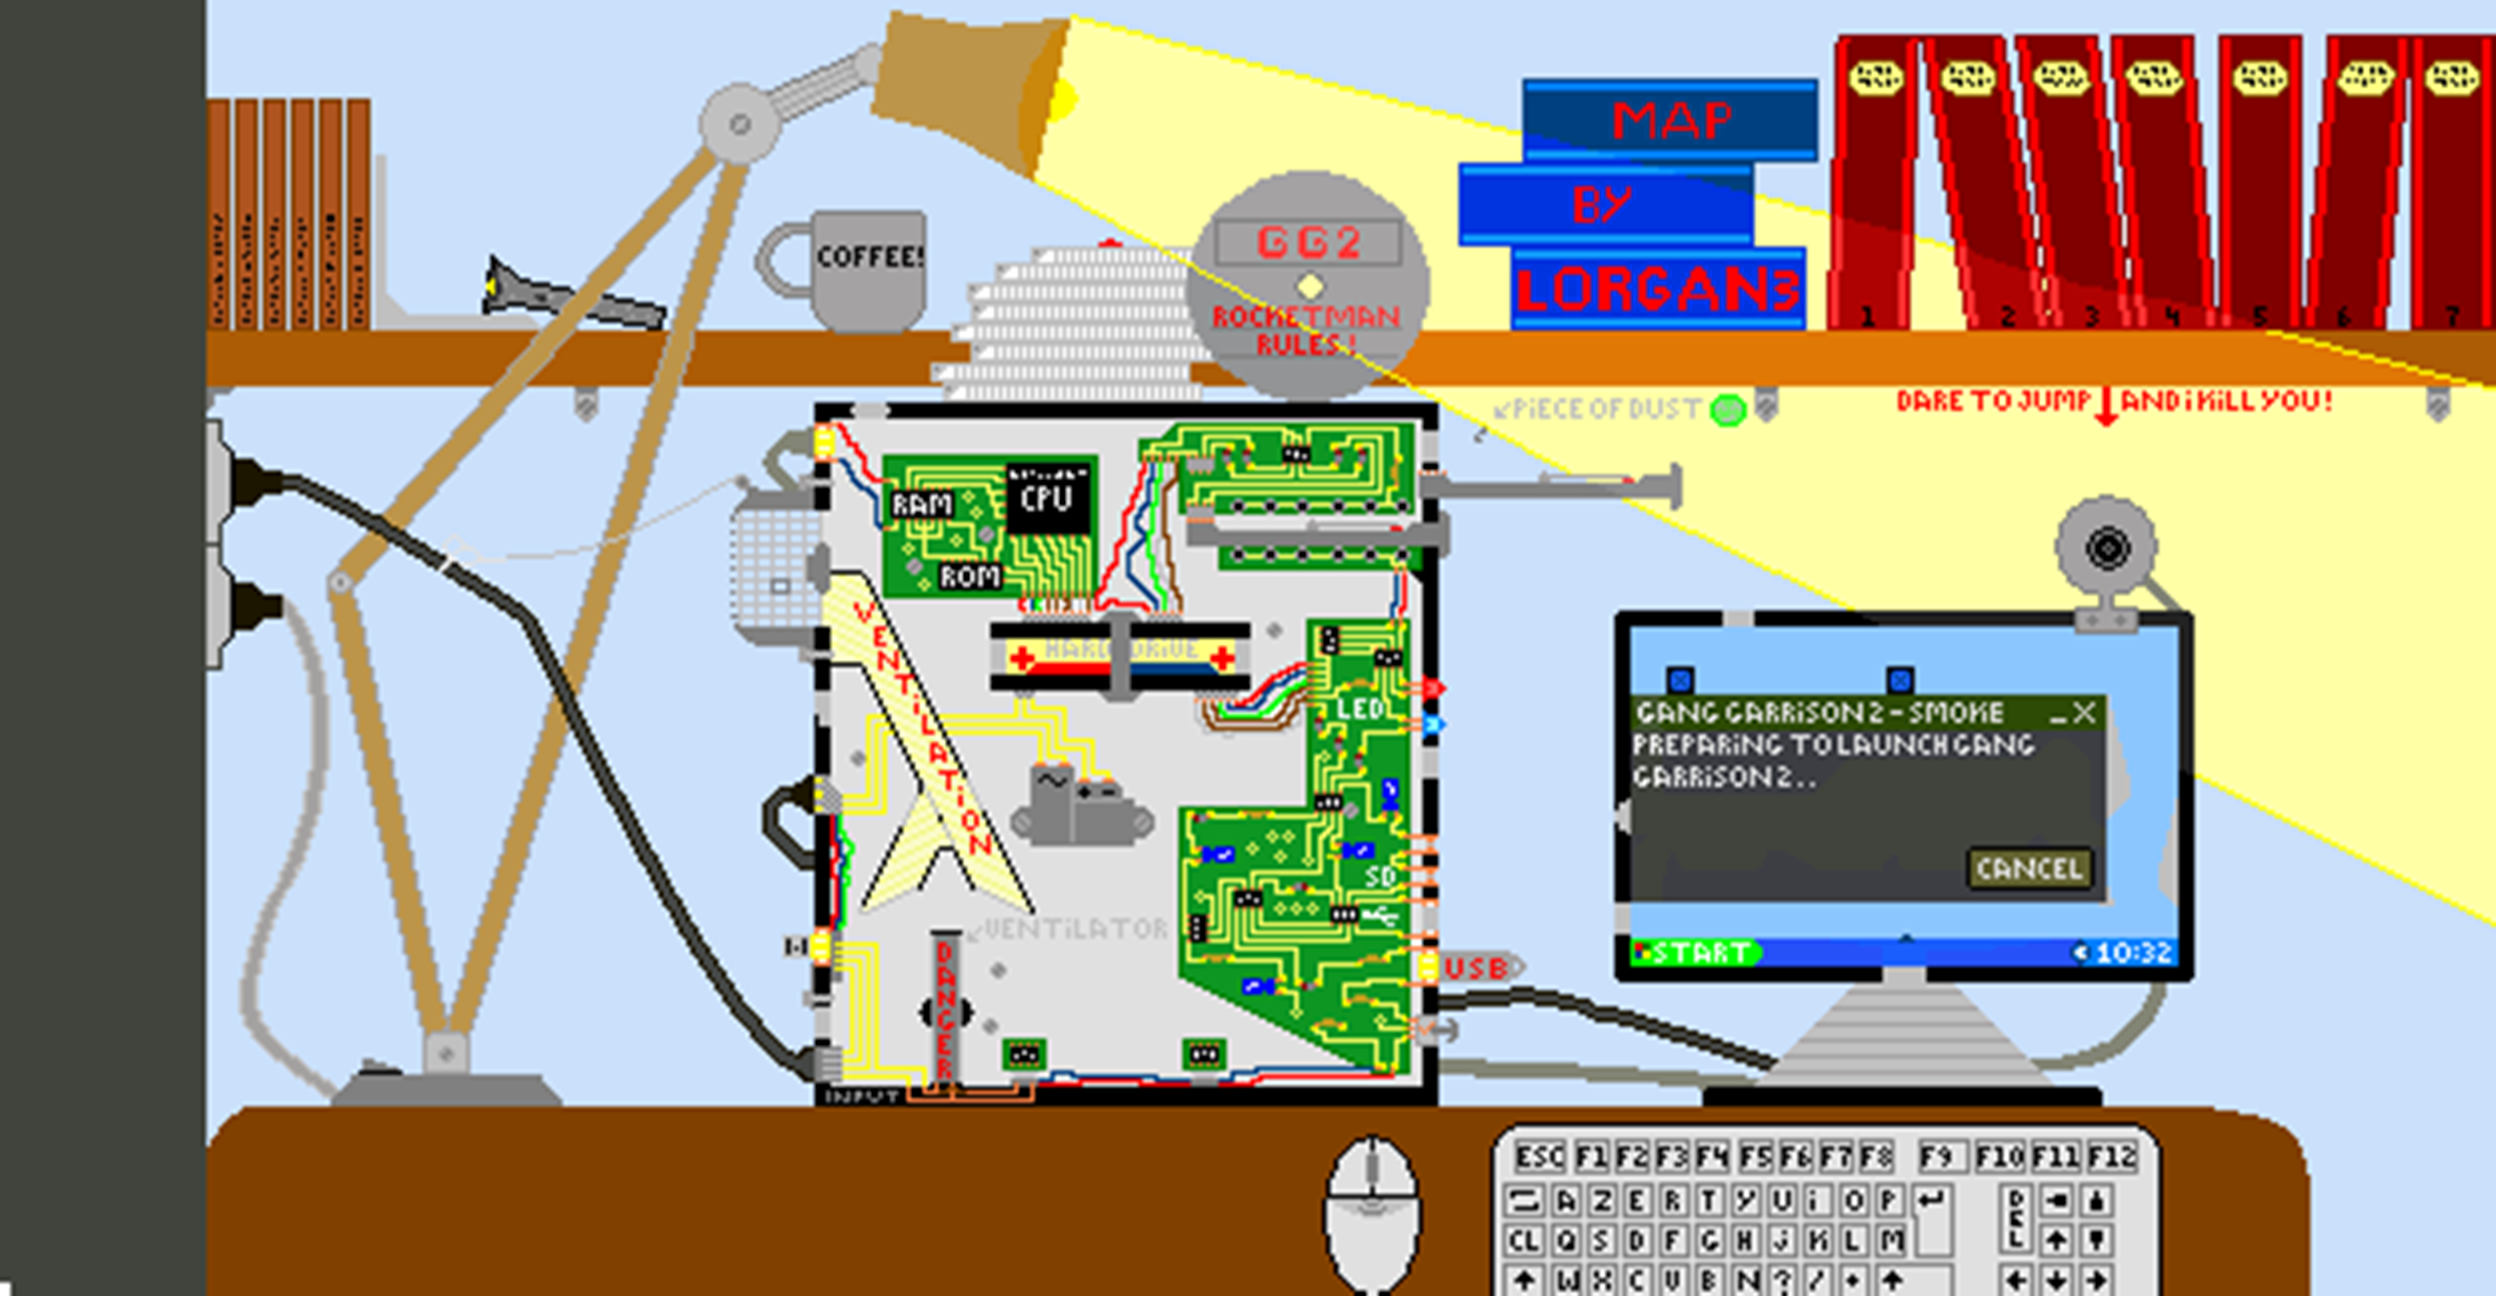 MAP
BY
LORGAN3
COFFEE!
GG2
ROCKETMAN
RULES!
1 2 3 4 5 6 7
PIECE OF DUST
DARE TO JUMP AND I KILL YOU!
RAM
CPU
ROM
VENTILATION
HARD DRIVE
LED
SD
VENTILATOR
DANGER
USB
INPUT
GANG GARRISON 2 - SMOKE
PREPARING TO LAUNCH GANG
GARRISON 2..
CANCEL
START
10:32
ESC F1 F2 F3 F4 F5 F6 F7 F8 F9 F10 F11 F12
A Z E R T Y U I O P
DEL
CL Q S D F G H J K L M
W X C V B N ? /